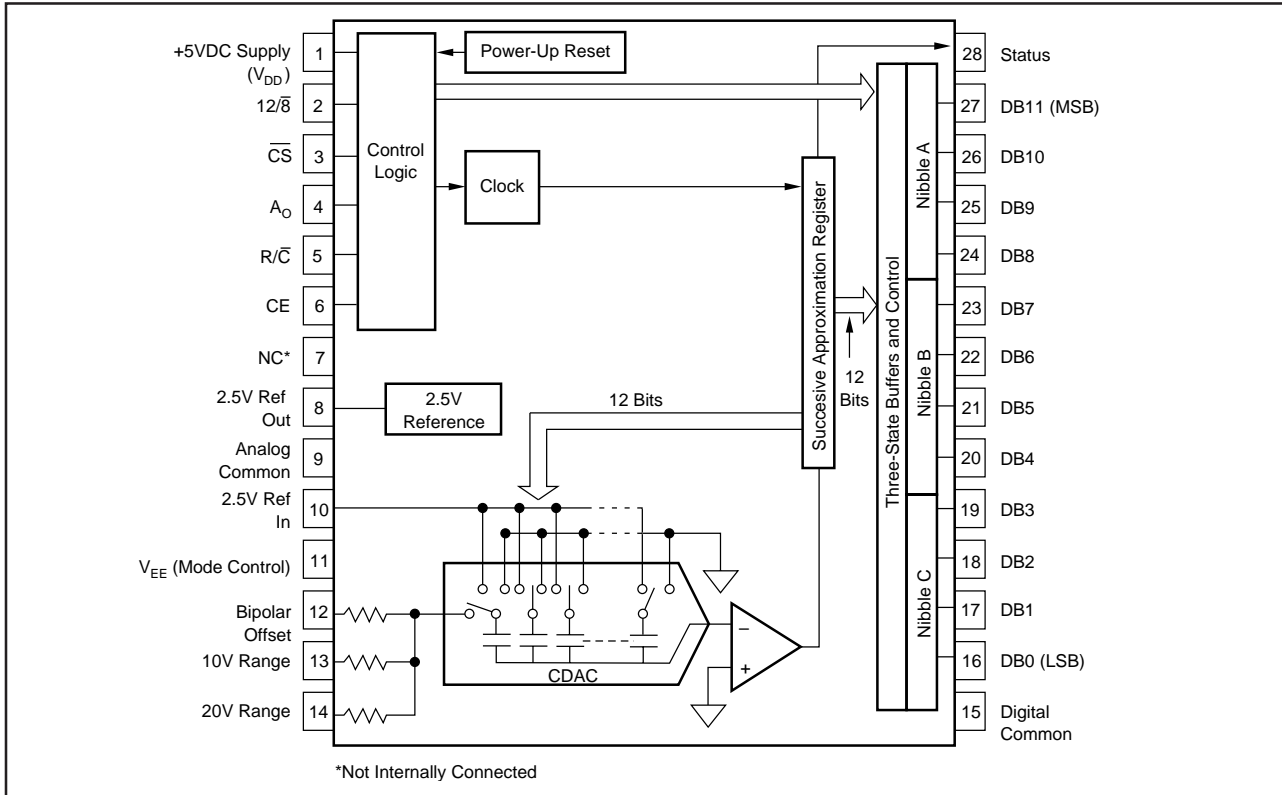 +5VDC Supply
(V_DD)
1
12/8̅
2
C̅S̅
3
A_O
4
R/C̅
5
CE
6
NC*
7
2.5V Ref
Out
8
Analog
Common
9
2.5V Ref
In
10
V_EE (Mode Control)
11
Bipolar
Offset
12
10V Range
13
20V Range
14
Control
Logic
Power-Up Reset
Clock
2.5V
Reference
12 Bits
CDAC
–
+
Succesive Approximation Register
12
Bits
Three-State Buffers and Control
Nibble A
Nibble B
Nibble C
28
Status
27
DB11 (MSB)
26
DB10
25
DB9
24
DB8
23
DB7
22
DB6
21
DB5
20
DB4
19
DB3
18
DB2
17
DB1
16
DB0 (LSB)
15
Digital
Common
*Not Internally Connected